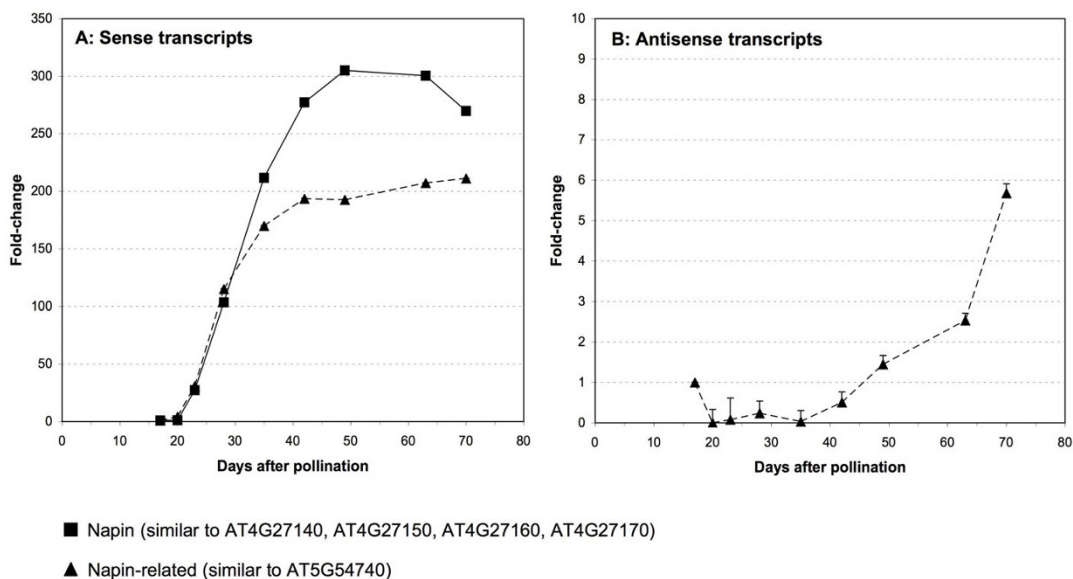 A: Sense transcripts
350
300
250
200
150
100
50
0
Fold-change
0 10 20 30 40 50 60 70 80
Days after pollination
B: Antisense transcripts
10
9
8
7
6
5
4
3
2
1
0
Fold-change
0 10 20 30 40 50 60 70 80
Days after pollination
Napin (similar to AT4G27140, AT4G27150, AT4G27160, AT4G27170)
Napin-related (similar to AT5G54740)